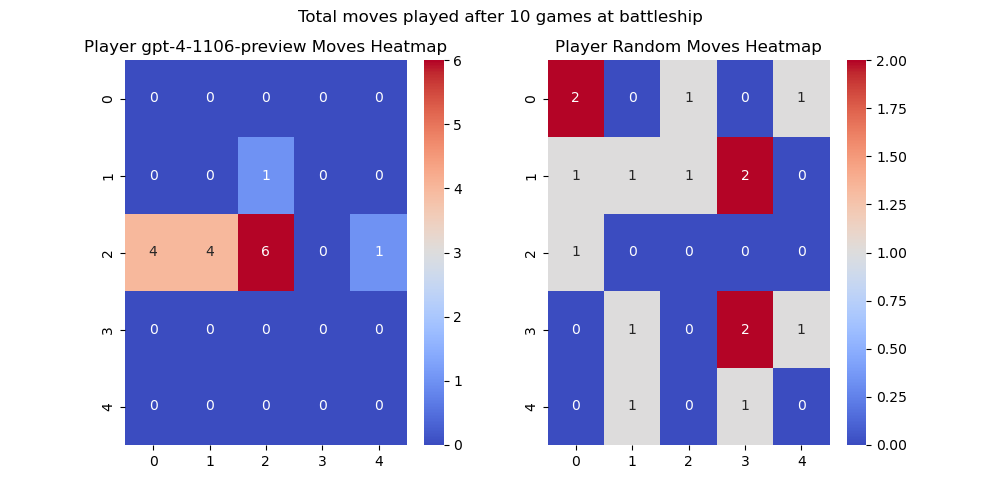 Total moves played after 10 games at battleship
Player gpt-4-1106-preview Moves Heatmap
0 0 0 0 0 0
1 0 0 1 0 0
2 4 4 6 0 1
3 0 0 0 0 0
4 0 0 0 0 0
0 1 2 3 4
6
5
4
3
2
1
0
Player Random Moves Heatmap
0 2 0 1 0 1
1 1 1 1 2 0
2 1 0 0 0 0
3 0 1 0 2 1
4 0 1 0 1 0
0 1 2 3 4
2.00
1.75
1.50
1.25
1.00
0.75
0.50
0.25
0.00